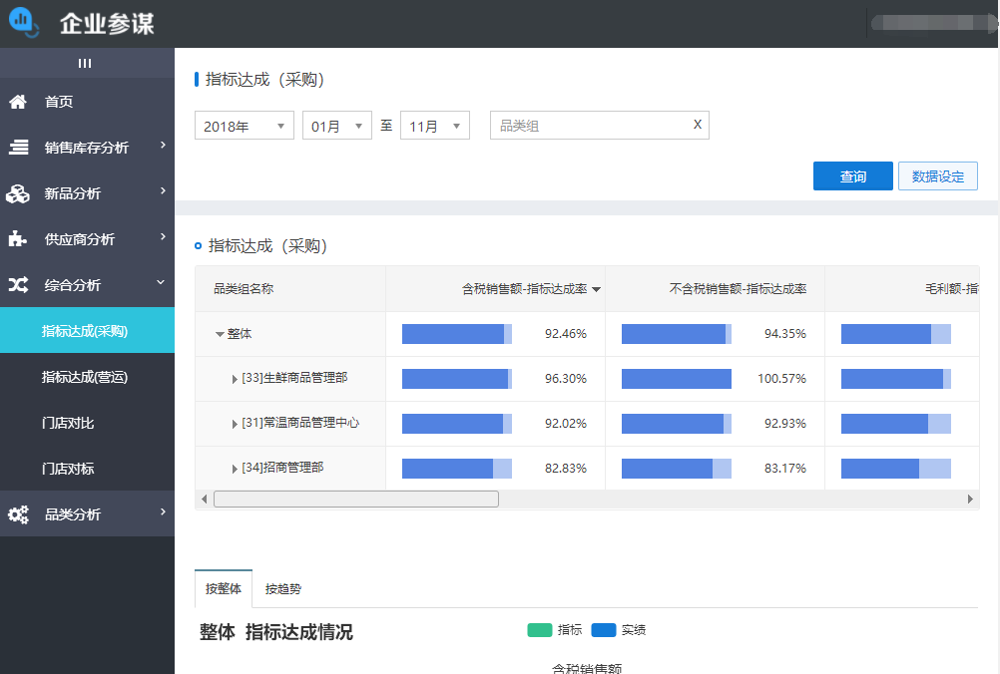 企业参谋
首页
销售库存分析
新品分析
供应商分析
综合分析
指标达成(采购)
指标达成(营运)
门店对比
门店对标
品类分析
指标达成（采购）
2018年 01月 至 11月 品类组 X
查询 数据设定
指标达成（采购）
品类组名称 含税销售额-指标达成率 不含税销售额-指标达成率 毛利额-指
整体 92.46% 94.35%
[33]生鲜商品管理部 96.30% 100.57%
[31]常温商品管理中心 92.02% 92.93%
[34]招商管理部 82.83% 83.17%
按整体 按趋势
整体 指标达成情况 指标 实绩
含税销售额